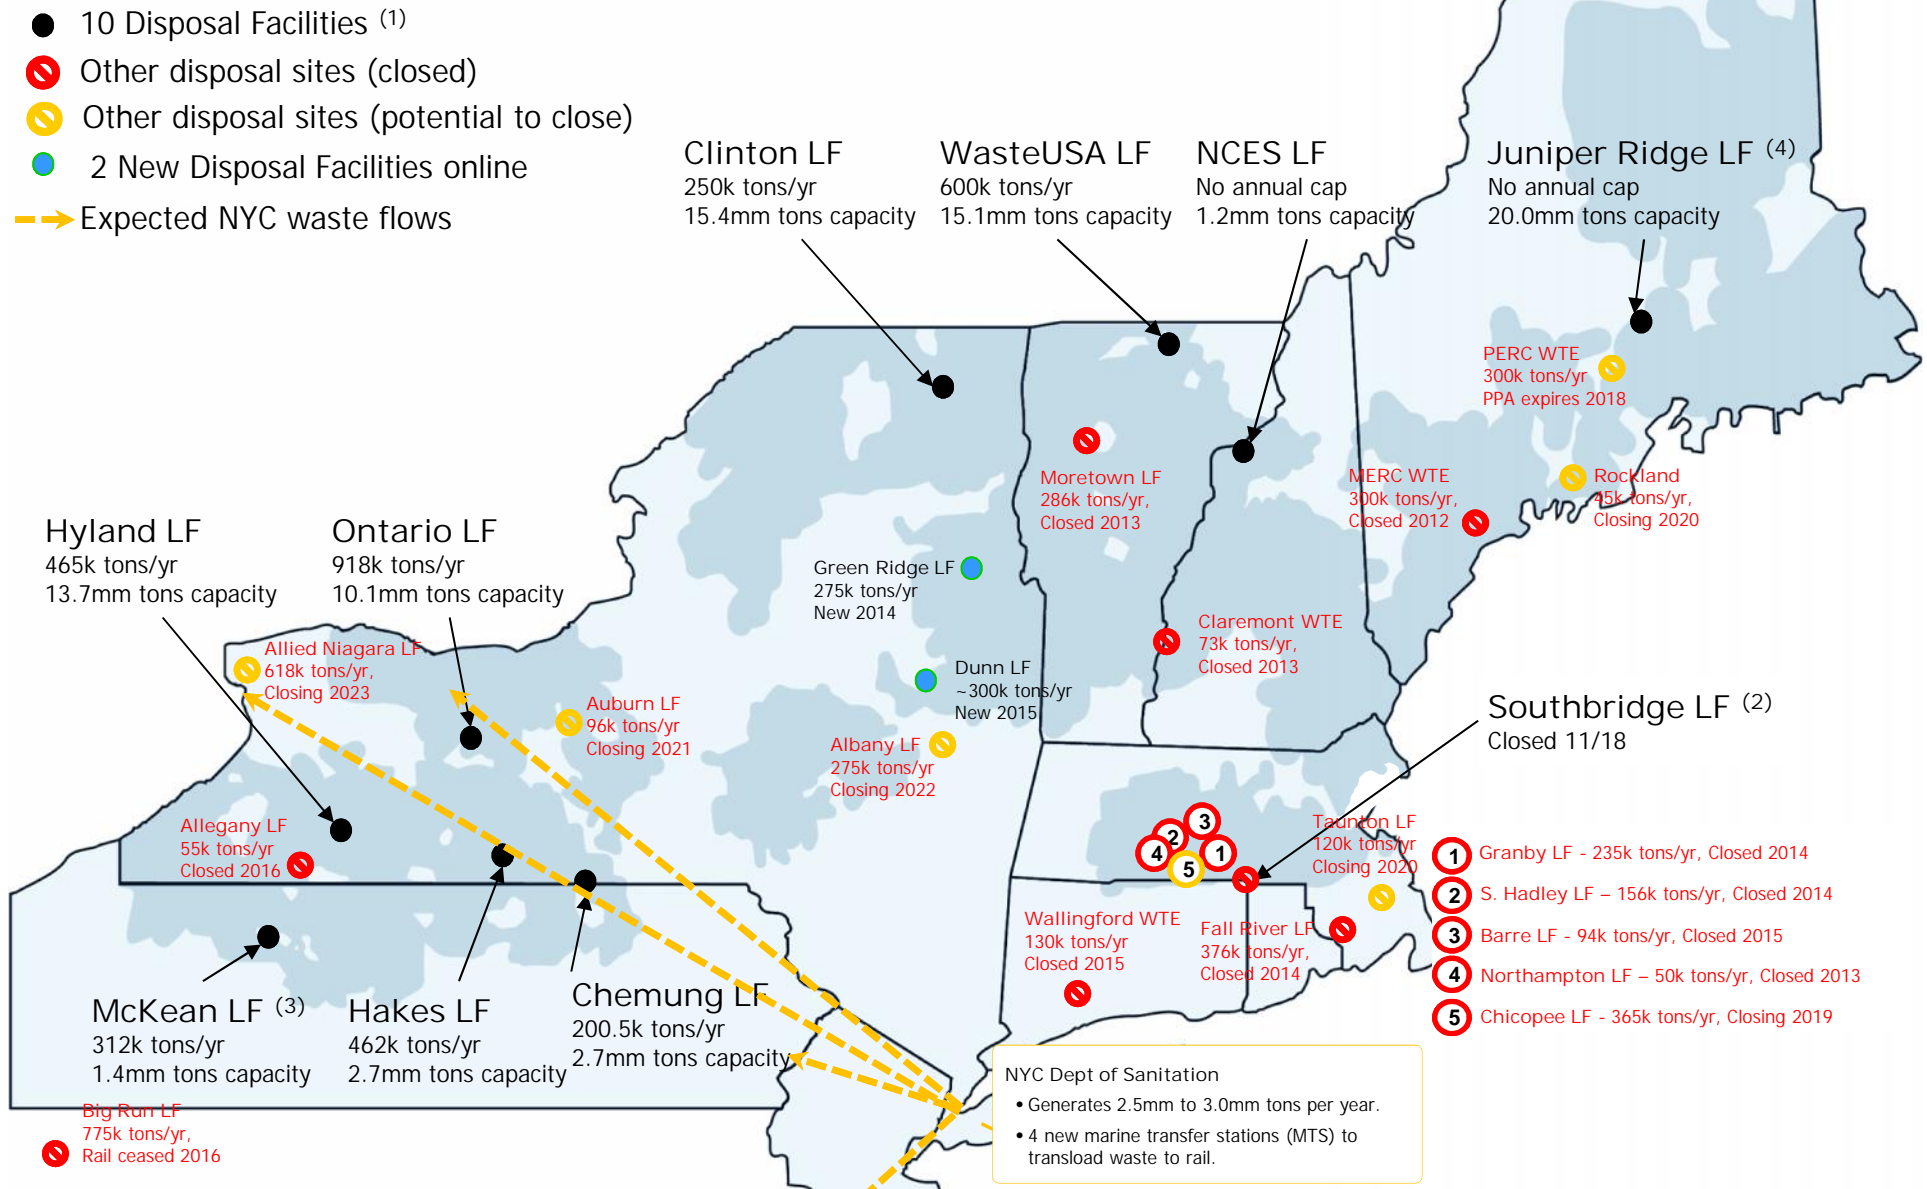 10 Disposal Facilities (1)
Other disposal sites (closed)
Other disposal sites (potential to close)
2 New Disposal Facilities online
Expected NYC waste flows
Clinton LF
250k tons/yr
15.4mm tons capacity
WasteUSA LF
600k tons/yr
15.1mm tons capacity
NCES LF
No annual cap
1.2mm tons capacity
Juniper Ridge LF (4)
No annual cap
20.0mm tons capacity
PERC WTE
300k tons/yr
PPA expires 2018
Moretown LF
286k tons/yr,
Closed 2013
MERC WTE
300k tons/yr,
Closed 2012
Rockland
45k tons/yr,
Closing 2020
Hyland LF
465k tons/yr
13.7mm tons capacity
Ontario LF
918k tons/yr
10.1mm tons capacity
Green Ridge LF
275k tons/yr
New 2014
Claremont WTE
73k tons/yr,
Closed 2013
Allied Niagara LF
618k tons/yr,
Closing 2023
Dunn LF
~300k tons/yr
New 2015
Auburn LF
96k tons/yr
Closing 2021
Southbridge LF (2)
Closed 11/18
Albany LF
275k tons/yr
Closing 2022
Allegany LF
55k tons/yr
Closed 2016
3
2
4
1
5
Taunton LF
120k tons/yr
Closing 2020
1 Granby LF - 235k tons/yr, Closed 2014
2 S. Hadley LF – 156k tons/yr, Closed 2014
3 Barre LF - 94k tons/yr, Closed 2015
4 Northampton LF – 50k tons/yr, Closed 2013
5 Chicopee LF - 365k tons/yr, Closing 2019
Wallingford WTE
130k tons/yr
Closed 2015
Fall River LF
376k tons/yr,
Closed 2014
McKean LF (3)
312k tons/yr
1.4mm tons capacity
Hakes LF
462k tons/yr
2.7mm tons capacity
Chemung LF
200.5k tons/yr
2.7mm tons capacity
Big Run LF
775k tons/yr,
Rail ceased 2016
NYC Dept of Sanitation
• Generates 2.5mm to 3.0mm tons per year.
• 4 new marine transfer stations (MTS) to
transload waste to rail.